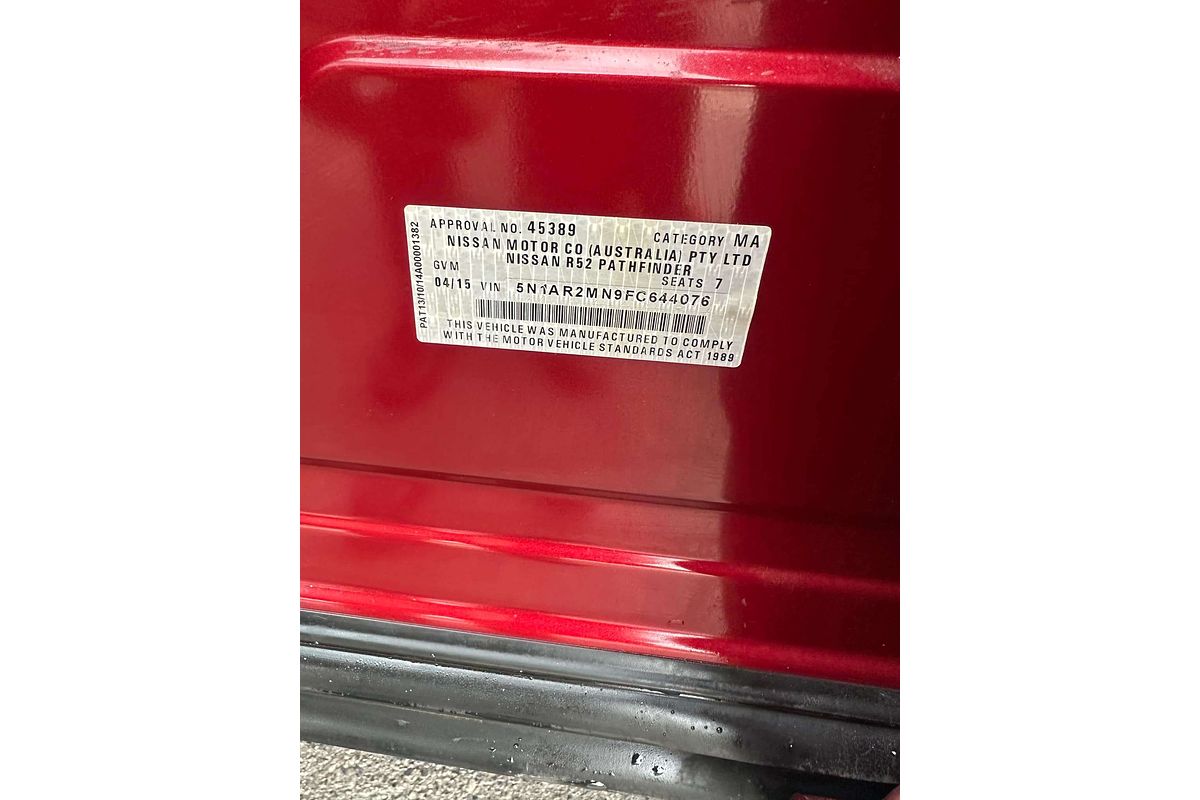 APPROVAL NO. 45389 CATEGORY MA
NISSAN MOTOR CO (AUSTRALIA) PTY LTD
NISSAN R52 PATHFINDER
GVM SEATS 7
04/15 VIN 5N1AR2MN9FC644076
THIS VEHICLE WAS MANUFACTURED TO COMPLY
WITH THE MOTOR VEHICLE STANDARDS ACT 1989
PAT13/10/14A00001382